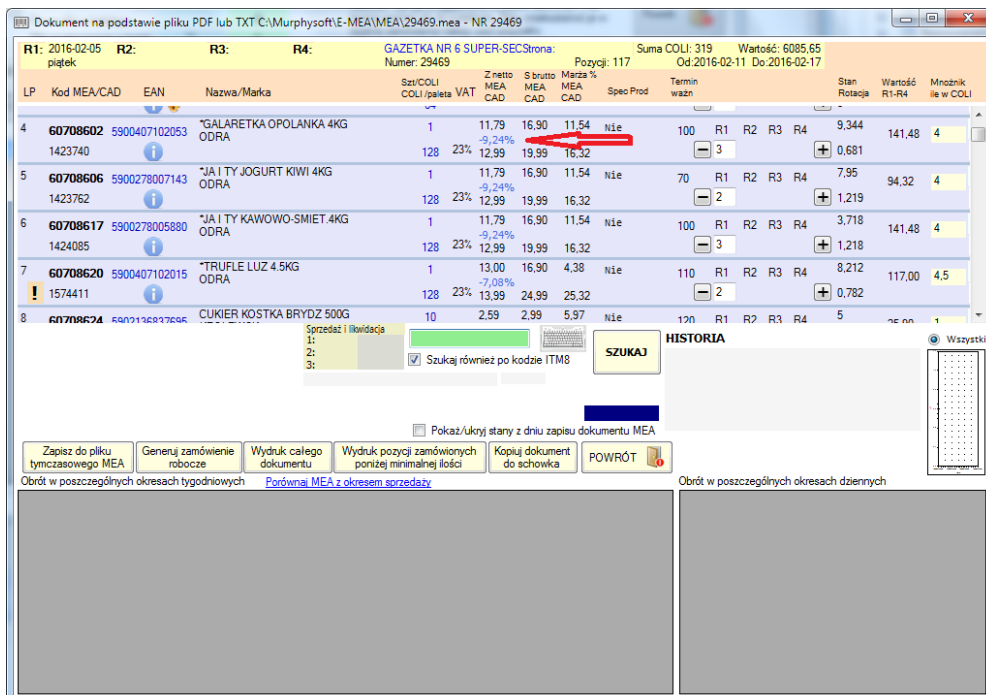 Dokument na podstawie pliku PDF lub TXT C:\Murphysoft\E-MEA\MEA\29469.mea - NR 29469
R1: 2016-02-05 R2: R3: R4: GAZETKA NR 6 SUPER-SECStrona: Suma COLI: 319 Wartość: 6085,65
piątek Numer: 29469 Pozycji: 117 Od:2016-02-11 Do:2016-02-17
LP Kod MEA/CAD EAN Nazwa/Marka Szt/COLI COLI/paleta VAT Z netto MEA CAD S brutto MEA CAD Marża % MEA CAD Spec Prod Termin ważn Stan Rotacja Wartość R1-R4 Mnożnik ile w COLI
4 60708602 5900407102053 *GALARETKA OPOLANKA 4KG 1 11,79 16,90 11,54 Nie 100 R1 R2 R3 R4 9,344 141,48 4
ODRA -9,24%
1423740 128 23% 12,99 19,99 16,32 3 0,681
5 60708606 5900278007143 *JA I TY JOGURT KIWI 4KG 1 11,79 16,90 11,54 Nie 70 R1 R2 R3 R4 7,95 94,32 4
ODRA -9,24%
1423762 128 23% 12,99 19,99 16,32 2 1,219
6 60708617 5900278005880 *JA I TY KAWOWO-SMIET.4KG 1 11,79 16,90 11,54 Nie 100 R1 R2 R3 R4 3,718 141,48 4
ODRA -9,24%
1424085 128 23% 12,99 19,99 16,32 3 1,218
7 60708620 5900407102015 *TRUFLE LUZ 4.5KG 1 13,00 16,90 4,38 Nie 110 R1 R2 R3 R4 8,212 117,00 4,5
ODRA -7,08%
! 1574411 128 23% 13,99 24,99 25,32 2 0,782
8 60708624 5902136837695 CUKIER KOSTKA BRYDZ 500G 10 2,59 2,99 5,97 Nie 120 R1 R2 R3 R4 5 1
Sprzedaż i likwidacja
1:
2:
3:
Szukaj również po kodzie ITM8
SZUKAJ
HISTORIA
Wszystki
Pokaż/ukryj stany z dniu zapisu dokumentu MEA
Zapisz do pliku tymczasowego MEA
Generuj zamówienie robocze
Wydruk całego dokumentu
Wydruk pozycji zamówionych poniżej minimalnej ilości
Kopiuj dokument do schowka
POWRÓT
Obrót w poszczególnych okresach tygodniowych Porównaj MEA z okresem sprzedaży Obrót w poszczególnych okresach dziennych